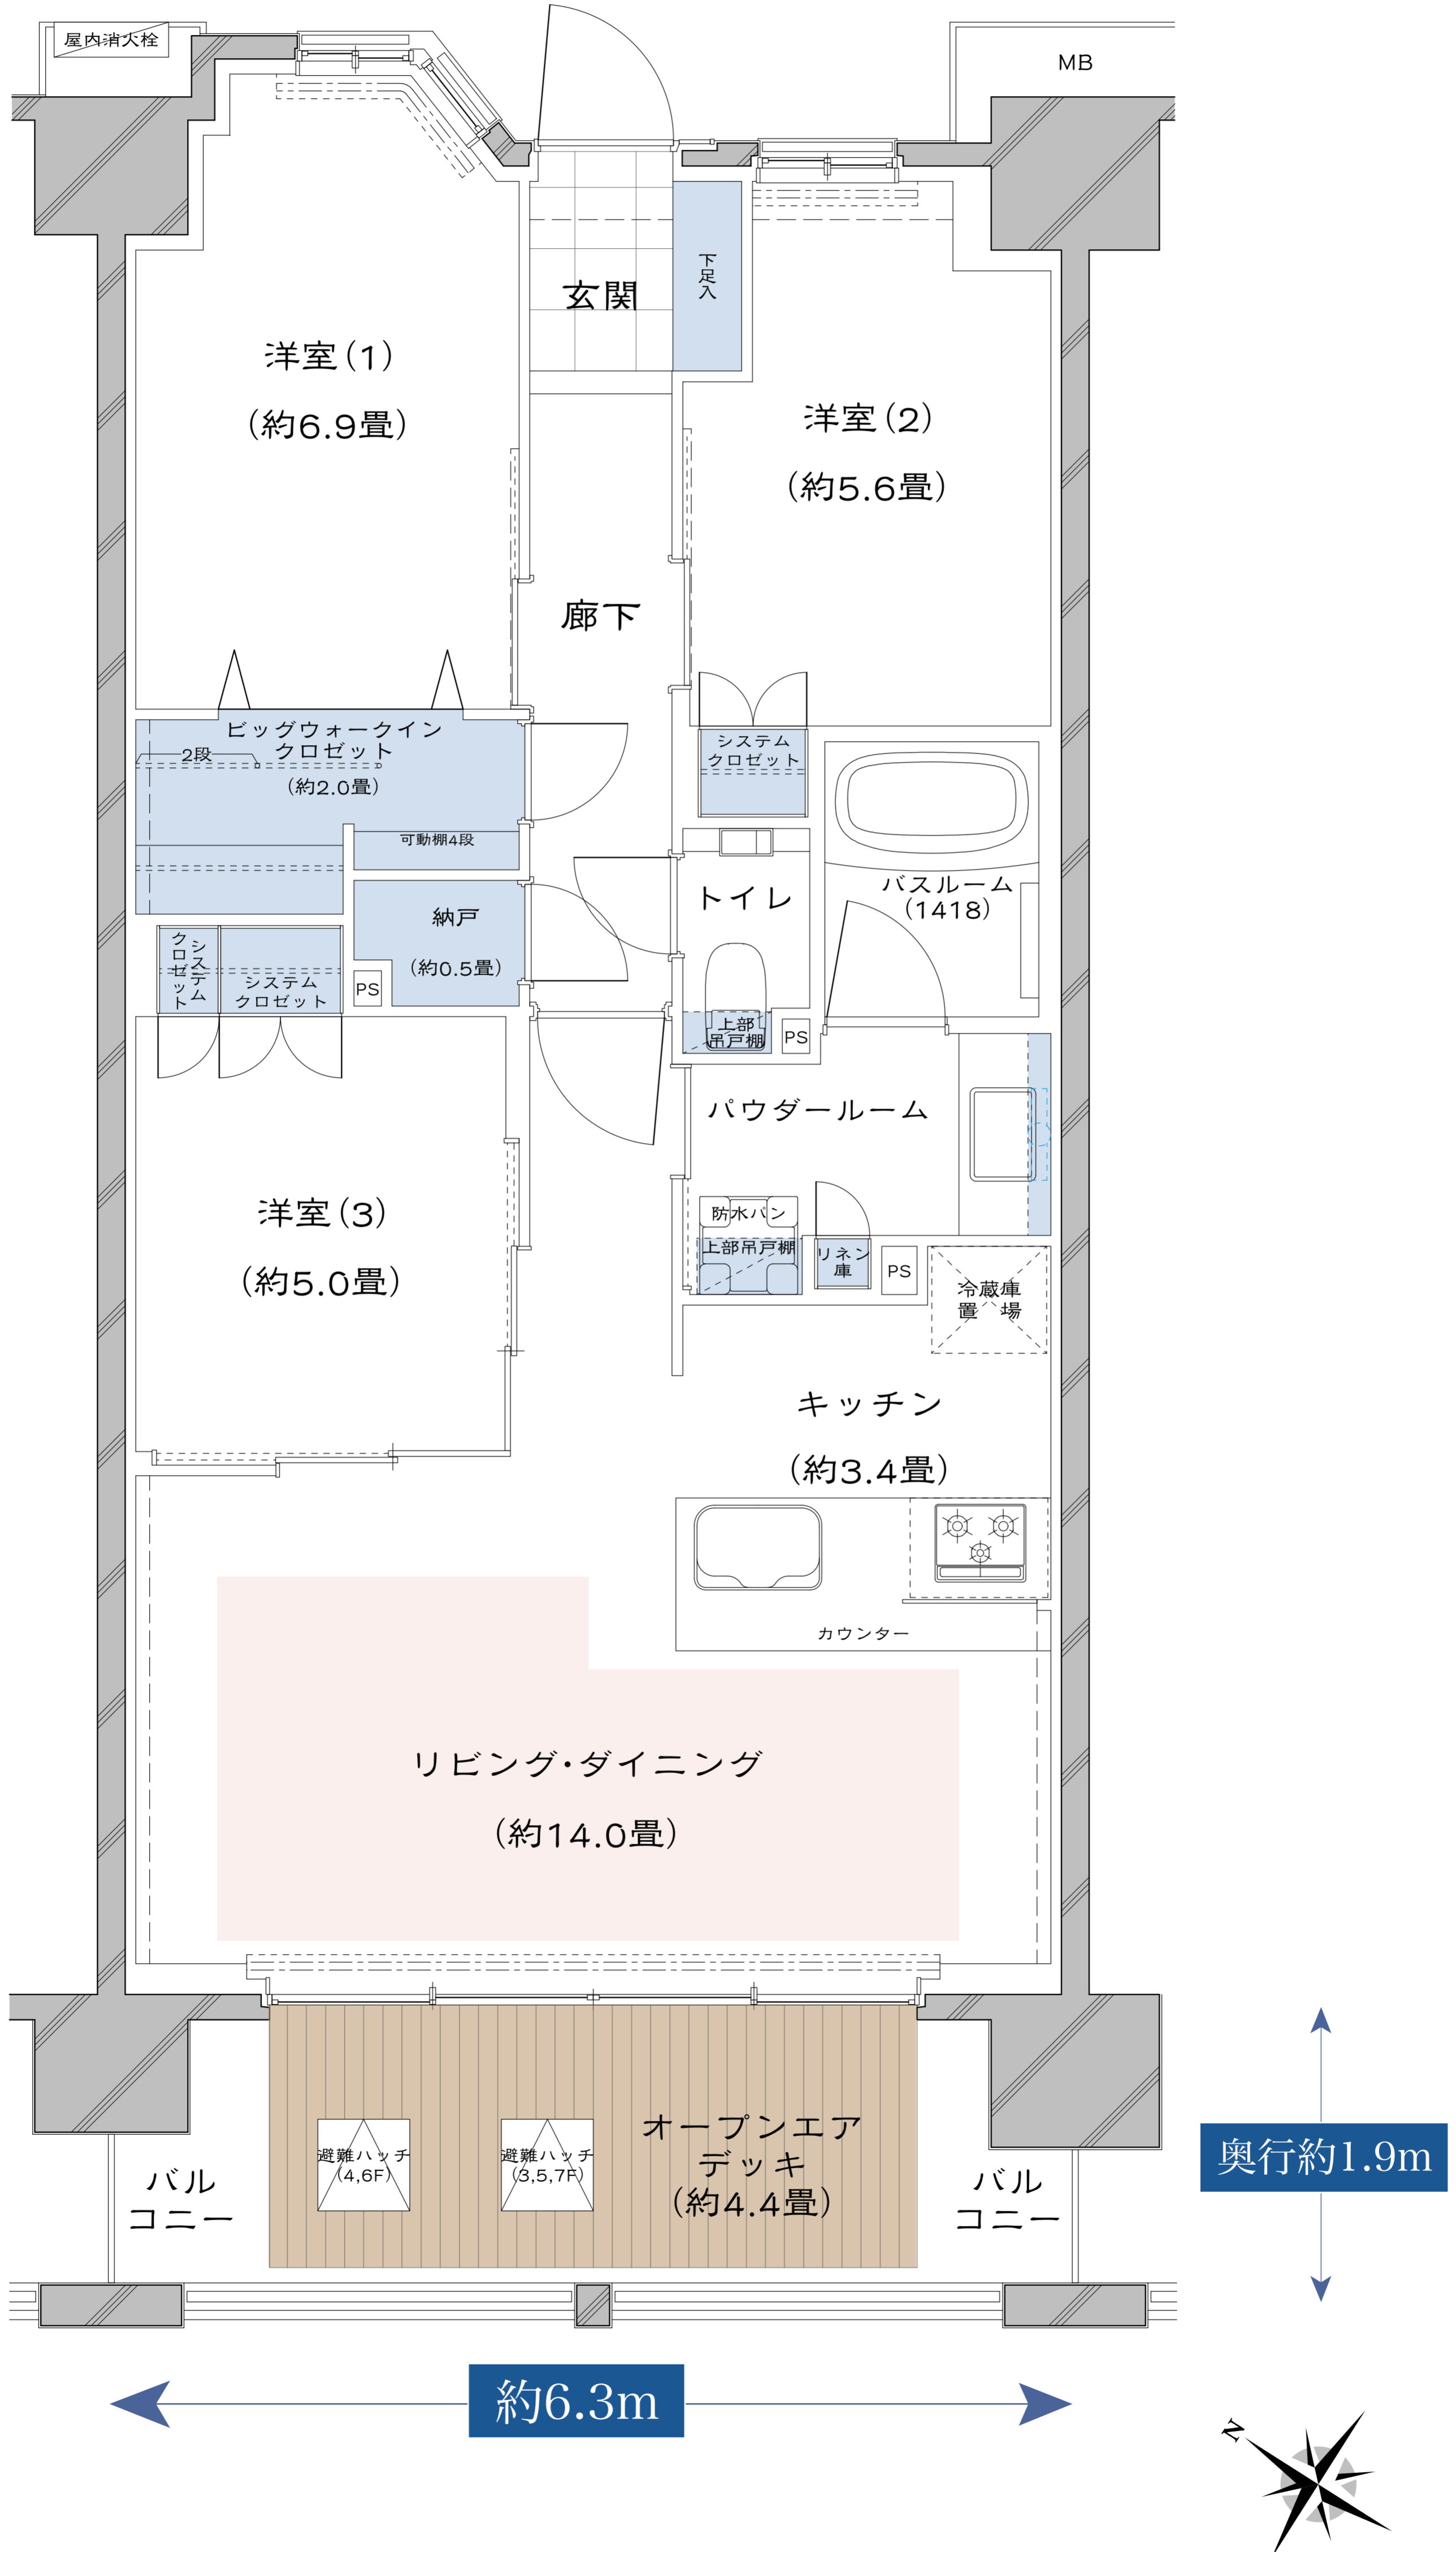 屋内消火栓
MB
玄関
下足入
洋室(1)
(約6.9畳)
洋室(2)
(約5.6畳)
廊下
ビッグウォークイン
クロゼット
2段
(約2.0畳)
可動棚4段
システム
クロゼット
トイレ
バスルーム
(1418)
納戸
(約0.5畳)
PS
システム
クロゼット
システム
クロゼット
上部
吊戸棚
PS
パウダールーム
防水パン
上部吊戸棚
リネン
庫
PS
冷蔵庫
置 場
洋室(3)
(約5.0畳)
キッチン
(約3.4畳)
カウンター
リビング・ダイニング
(約14.0畳)
避難ハッチ
(4,6F)
避難ハッチ
(3,5,7F)
オープンエア
デッキ
(約4.4畳)
バル
コニー
バル
コニー
奥行約1.9m
約6.3m
N